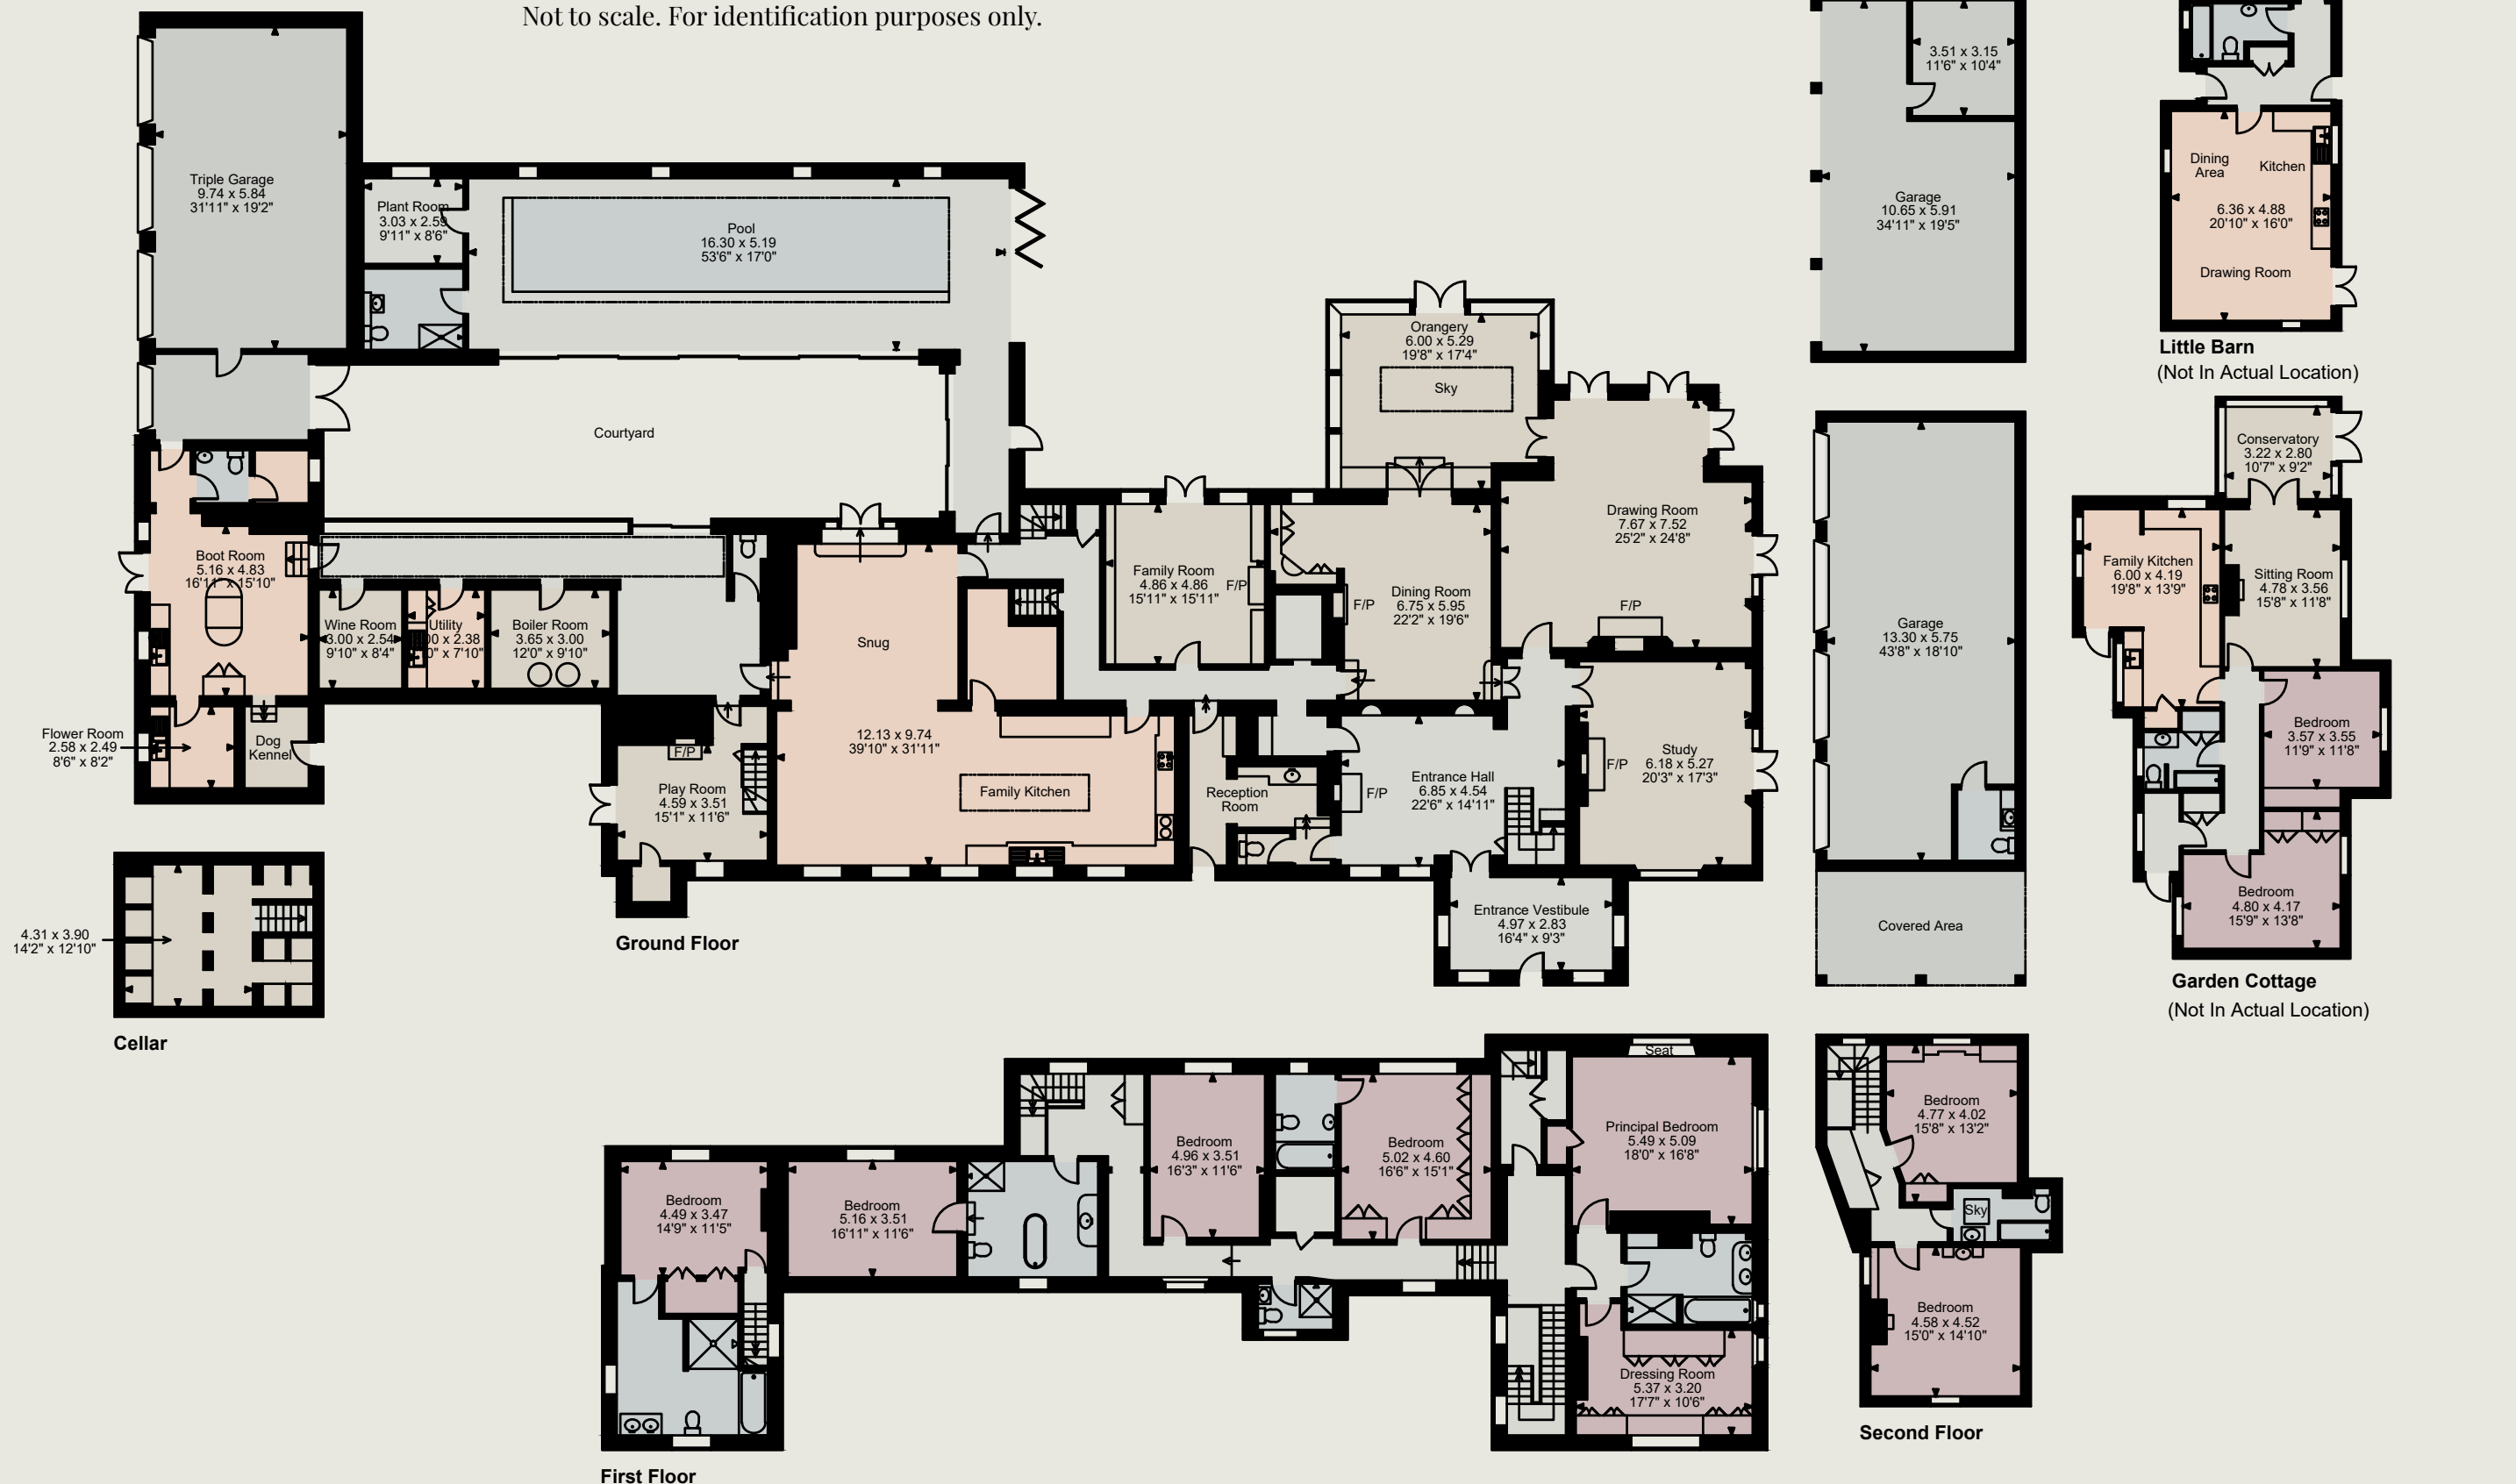 Not to scale. For identification purposes only.
Triple Garage
9.74 x 5.84
31'11" x 19'2"
Plant Room
3.03 x 2.59
9'11" x 8'6"
Pool
16.30 x 5.19
53'6" x 17'0"
Courtyard
Boot Room
5.16 x 4.83
16'11" x 15'10"
Wine Room
3.00 x 2.54
9'10" x 8'4"
Utility
x 2.38
x 7'10"
Boiler Room
3.65 x 3.00
12'0" x 9'10"
Flower Room
2.58 x 2.49
8'6" x 8'2"
Dog
Kennel
F/P
Play Room
4.59 x 3.51
15'1" x 11'6"
Snug
12.13 x 9.74
39'10" x 31'11"
Family Kitchen
Family Room
4.86 x 4.86
15'11" x 15'11"
F/P
Orangery
6.00 x 5.29
19'8" x 17'4"
Sky
F/P
Dining Room
6.75 x 5.95
22'2" x 19'6"
Drawing Room
7.67 x 7.52
25'2" x 24'8"
F/P
Reception
Room
F/P
Entrance Hall
6.85 x 4.54
22'6" x 14'11"
F/P
Study
6.18 x 5.27
20'3" x 17'3"
Entrance Vestibule
4.97 x 2.83
16'4" x 9'3"
Ground Floor
4.31 x 3.90
14'2" x 12'10"
Cellar
3.51 x 3.15
11'6" x 10'4"
Garage
10.65 x 5.91
34'11" x 19'5"
Dining
Area
Kitchen
6.36 x 4.88
20'10" x 16'0"
Drawing Room
Little Barn
(Not In Actual Location)
Garage
13.30 x 5.75
43'8" x 18'10"
Covered Area
Conservatory
3.22 x 2.80
10'7" x 9'2"
Family Kitchen
6.00 x 4.19
19'8" x 13'9"
Sitting Room
4.78 x 3.56
15'8" x 11'8"
Bedroom
3.57 x 3.55
11'9" x 11'8"
Bedroom
4.80 x 4.17
15'9" x 13'8"
Garden Cottage
(Not In Actual Location)
Bedroom
4.49 x 3.47
14'9" x 11'5"
Bedroom
5.16 x 3.51
16'11" x 11'6"
Bedroom
4.96 x 3.51
16'3" x 11'6"
Bedroom
5.02 x 4.60
16'6" x 15'1"
Seat
Principal Bedroom
5.49 x 5.09
18'0" x 16'8"
Dressing Room
5.37 x 3.20
17'7" x 10'6"
First Floor
Bedroom
4.77 x 4.02
15'8" x 13'2"
Sky
Bedroom
4.58 x 4.52
15'0" x 14'10"
Second Floor